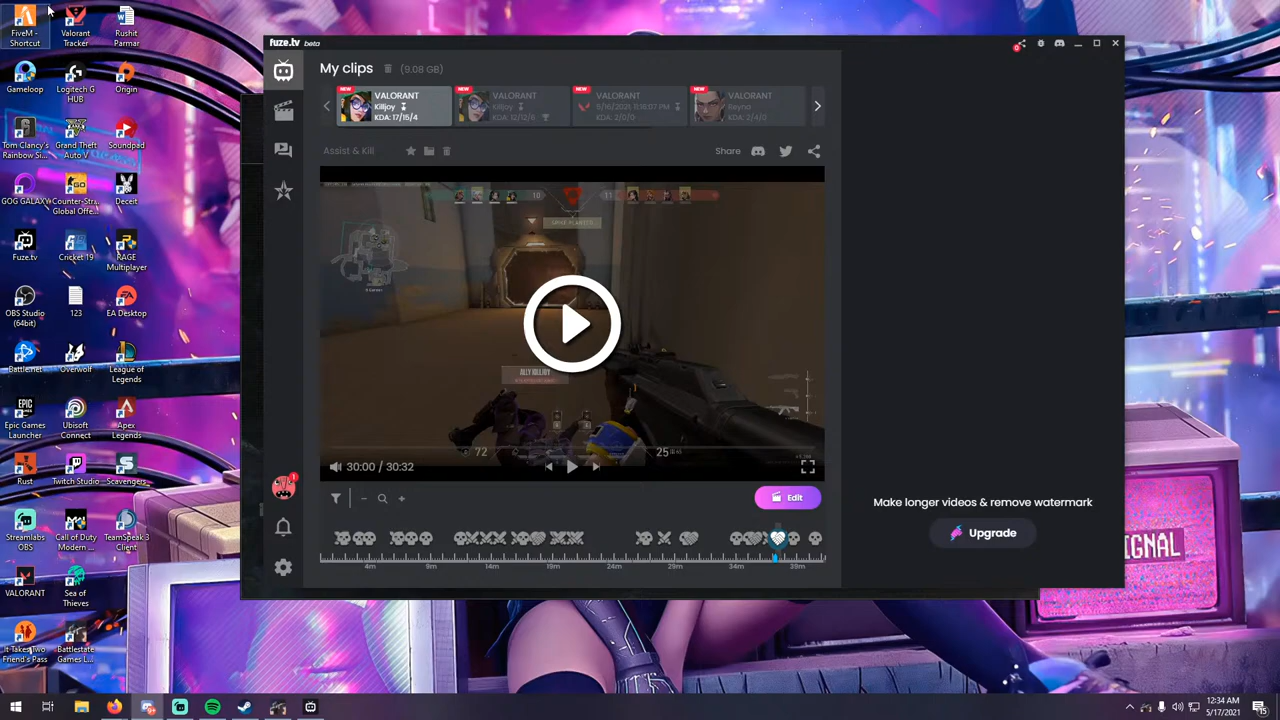 FiveM -
Shortcut
Valorant
Tracker
Rushit
Parmar
Gameloop
Logitech G
HUB
Origin
Tom Clancy's
Rainbow Si...
Grand Theft
Auto V
Soundpad
GOG GALAXY
Counter-Stra...
Global Offe...
Deceit
Fuze.tv
Cricket 19
RAGE
Multiplayer
OBS Studio
(64bit)
123
EA Desktop
Battle.net
Overwolf
League of
Legends
Epic Games
Launcher
Ubisoft
Connect
Apex
Legends
Rust
Twitch Studio
Scavengers
Streamlabs
OBS
Call of Duty
Modern ...
TeamSpeak 3
Client
VALORANT
Sea of
Thieves
It Takes Two
Friend's Pass
Battlestate
Games L...
fuze.tv beta
0
My clips (9.08 GB)
NEW
VALORANT
Killjoy
KDA: 17/15/4
NEW
VALORANT
Killjoy
KDA: 12/12/6
NEW
VALORANT
5/16/2021, 11:16:07 PM
KDA: 2/0/0
NEW
VALORANT
Reyna
KDA: 2/4/0
Assist & Kill
Share
10
11
SPIKE PLANTED
ALLY KILLJOY
72
25
30:00 / 30:32
Edit
4m 9m 14m 19m 24m 29m 34m 39m
1
Make longer videos & remove watermark
Upgrade
IGNAL
12:34 AM
5/17/2021
15